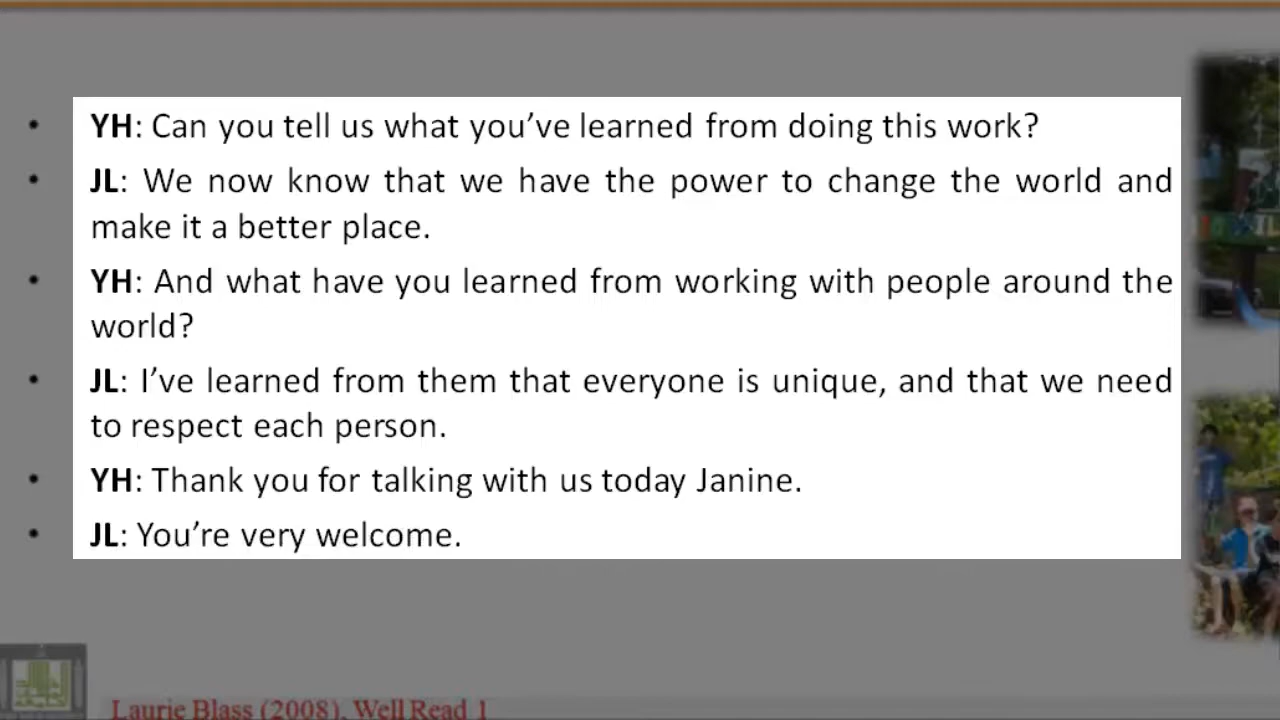 • YH: Can you tell us what you've learned from doing this work?
• JL: We now know that we have the power to change the world and
make it a better place.
• YH: And what have you learned from working with people around the
world?
• JL: I've learned from them that everyone is unique, and that we need
to respect each person.
• YH: Thank you for talking with us today Janine.
• JL: You're very welcome.
Laurie Blass (2008), Well Read 1